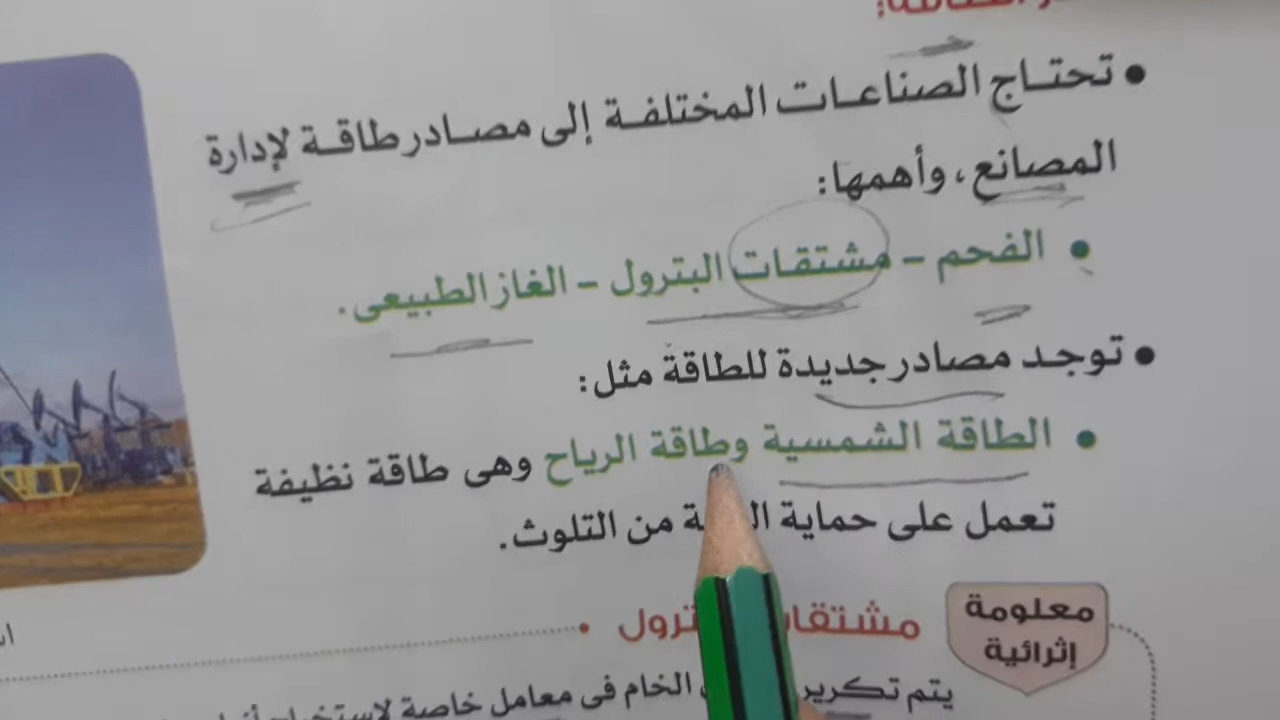 • تحتاج الصناعات المختلفة إلى مصادر طاقة لإدارة
المصانع، وأهمها:
• الفحم – مشتقات البترول – الغاز الطبيعى.
• توجد مصادر جديدة للطاقة مثل:
• الطاقة الشمسية وطاقة الرياح وهى طاقة نظيفة
تعمل على حماية من التلوث.
معلومة
إثرائية
مشتقات
يتم تكرير الخام فى معامل خاصة